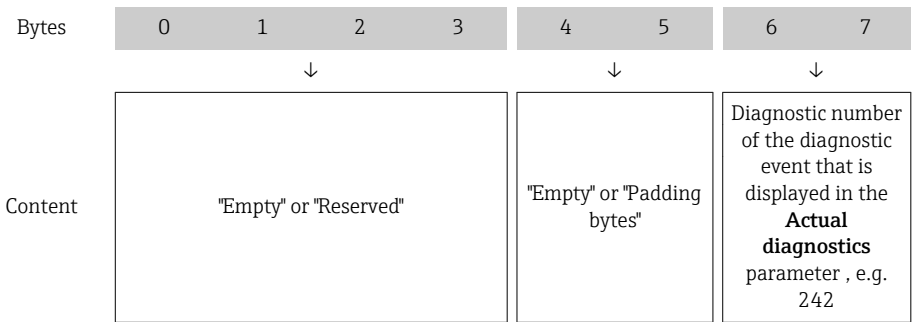 Bytes 0 1 2 3 4 5 6 7
↓ ↓ ↓
Content
"Empty" or "Reserved"
"Empty" or "Padding
bytes"
Diagnostic number
of the diagnostic
event that is
displayed in the
Actual
diagnostics
parameter , e.g.
242